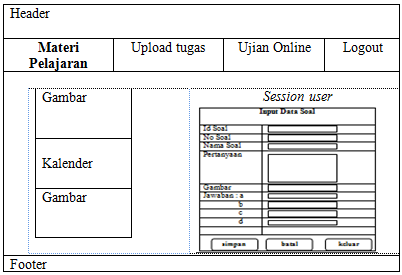 Header
Materi Pelajaran
Upload tugas
Ujian Online
Logout
Gambar
Kalender
Gambar
Session user
Input Data Soal
Id Soal
No Soal
Nama Soal
Pertanyaan
Gambar
Jawaban : a
b
c
d
simpan
batal
keluar
Footer